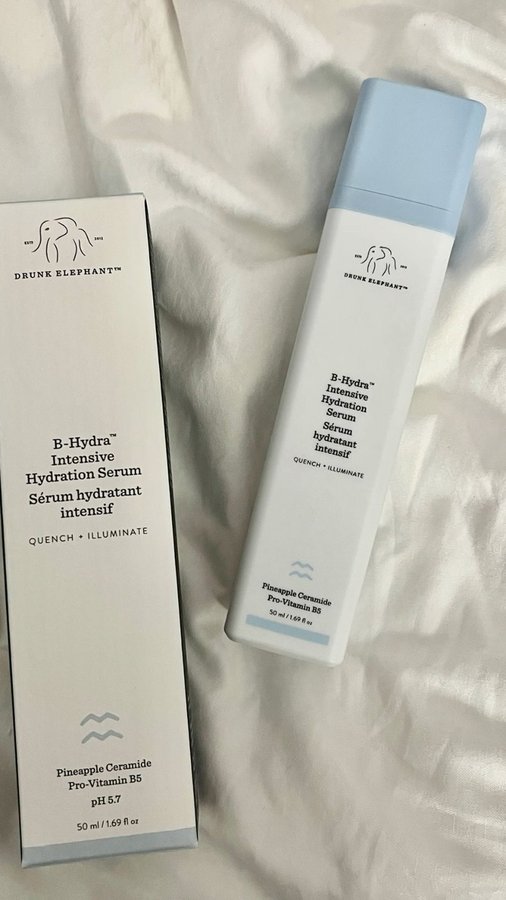 ESTD 2012
DRUNK ELEPHANT™
B-Hydra™
Intensive
Hydration Serum
Sérum hydratant
intensif
QUENCH + ILLUMINATE
Pineapple Ceramide
Pro-Vitamin B5
pH 5.7
50 ml / 1.69 fl oz
ESTD 2012
DRUNK ELEPHANT™
B-Hydra™
Intensive
Hydration
Serum
Sérum
hydratant
intensif
QUENCH + ILLUMINATE
Pineapple Ceramide
Pro-Vitamin B5
50 ml / 1.69 fl oz